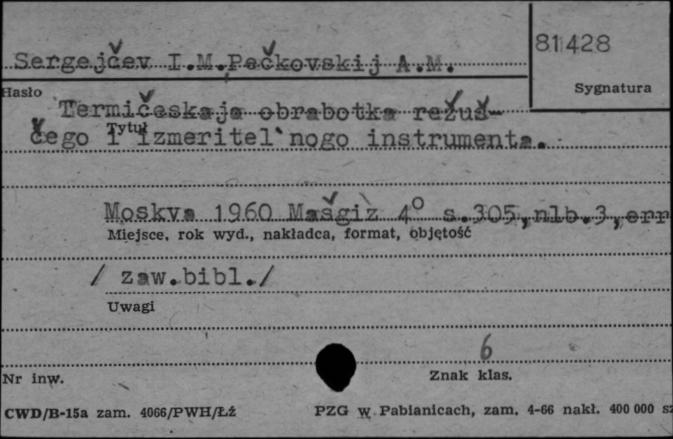 81428
Sergejčev I.M.Pečkovskij A.M.
Sygnatura
Hasło
Termičeskaja obrabotka režuš-
Tytuł
čego i izmeritel'nogo instrumenta.
Moskva 1960 Mašgiz 4° s.305,nlb.3,err
Miejsce, rok wyd., nakładca, format, objętość
/ zaw.bibl./
Uwagi
6
Nr inw.
Znak klas.
CWD/B-15a zam. 4066/PWH/Łź
PZG w Pabianicach, zam. 4-66 nakł. 400 000 sz